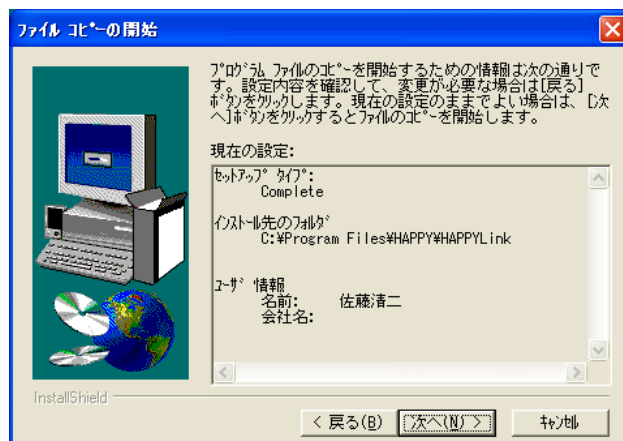 ﾌｧｲﾙ ｺﾋﾟｰの開始
ﾌﾟﾛｸﾞﾗﾑ ﾌｧｲﾙのｺﾋﾟｰを開始するための情報は次の通りで
す。設定内容を確認して、変更が必要な場合は[戻る]
ﾎﾞﾀﾝをｸﾘｯｸします。現在の設定のままでよい場合は、[次
へ]ﾎﾞﾀﾝをｸﾘｯｸするとﾌｧｲﾙのｺﾋﾟｰを開始します。
現在の設定:
ｾｯﾄｱｯﾌﾟ ﾀｲﾌﾟ:
Complete
ｲﾝｽﾄｰﾙ先のﾌｫﾙﾀﾞ
C:¥Program Files¥HAPPY¥HAPPYLink
ﾕｰｻﾞ 情報
名前: 佐藤清二
会社名:
InstallShield
< 戻る(B) 次へ(N) > ｷｬﾝｾﾙ